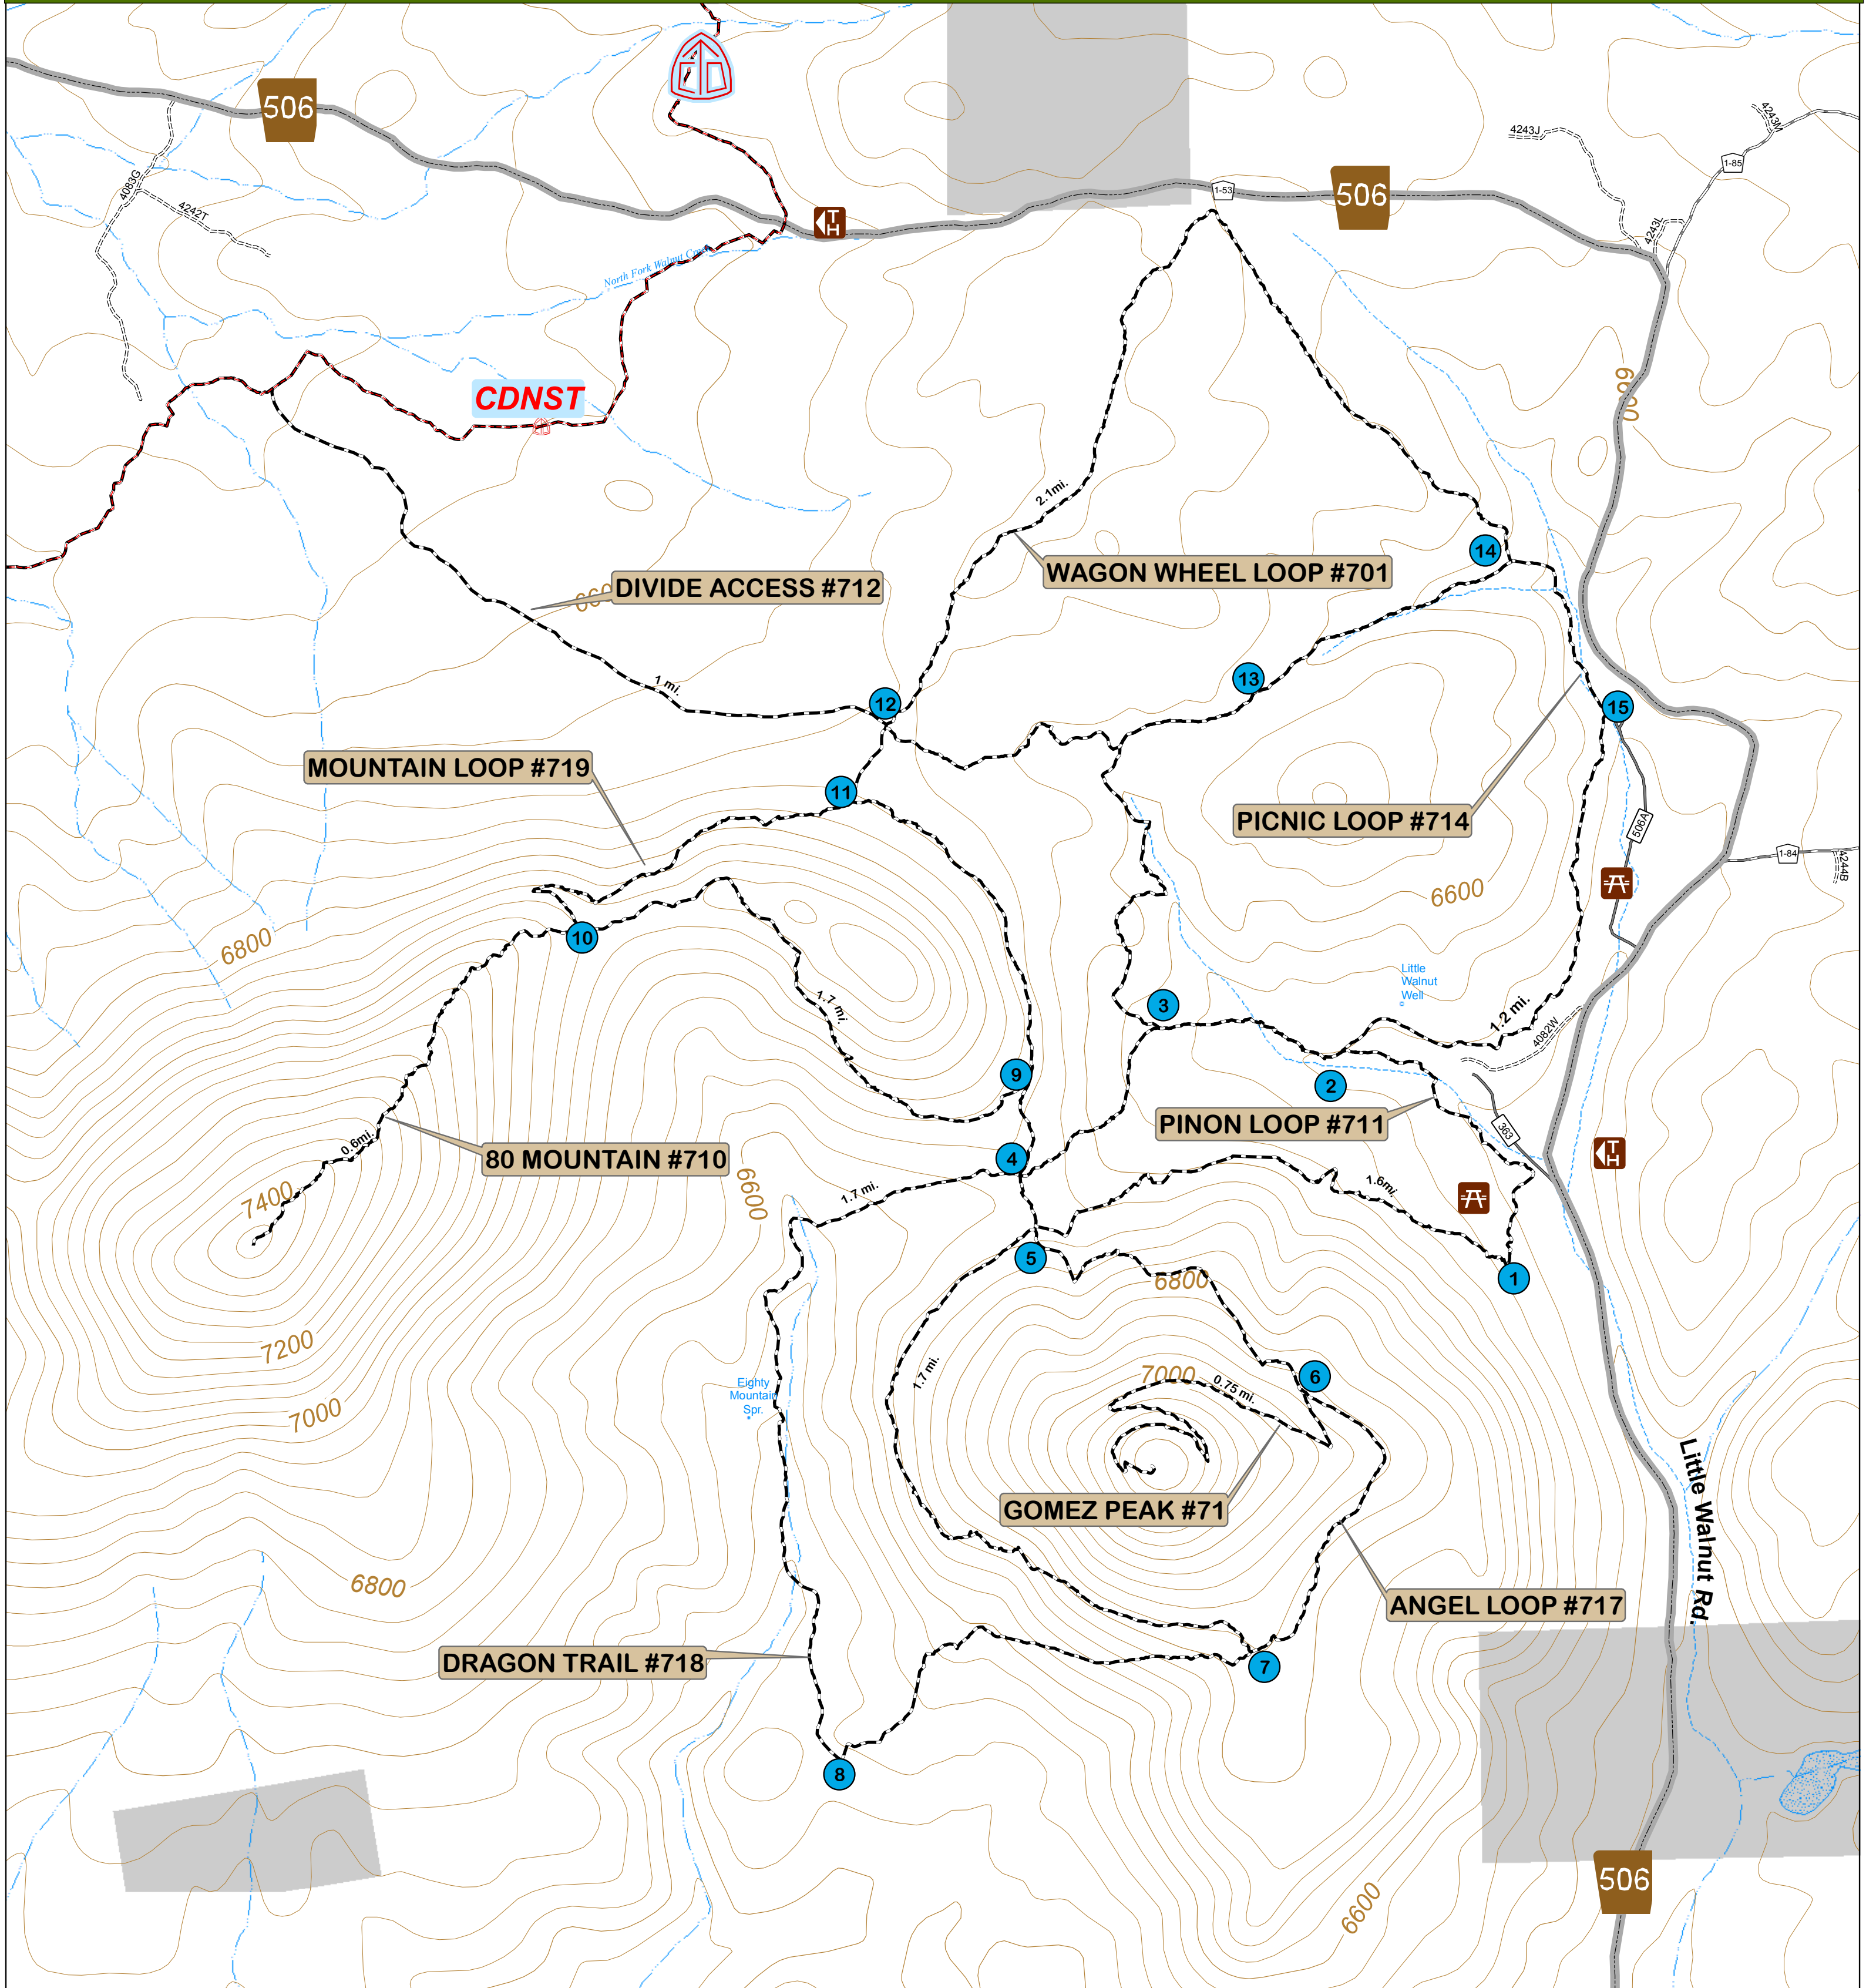 506
4083G
4242T
T
H
North Fork Walnut Creek
1-53
506
4243J
4243M
1-85
4243L
6600
CDNST
2.1mi.
WAGON WHEEL LOOP #701
14
DIVIDE ACCESS #712
1 mi.
12
13
15
MOUNTAIN LOOP #719
11
PICNIC LOOP #714
506A
1-84
4244B
6600
6800
10
1.7 mi.
Little
Walnut
Well
3
1.2 mi.
4082W
9
2
PINON LOOP #711
363
0.6mi.
80 MOUNTAIN #710
4
T
H
7400
6600
1.7 mi.
1.6mi.
5
1
6800
7200
1.7 mi.
Eighty
Mountain
Spr.
7000
0.75 mi.
6
7000
GOMEZ PEAK #71
Little Walnut Rd.
6800
ANGEL LOOP #717
DRAGON TRAIL #718
7
8
506
6600